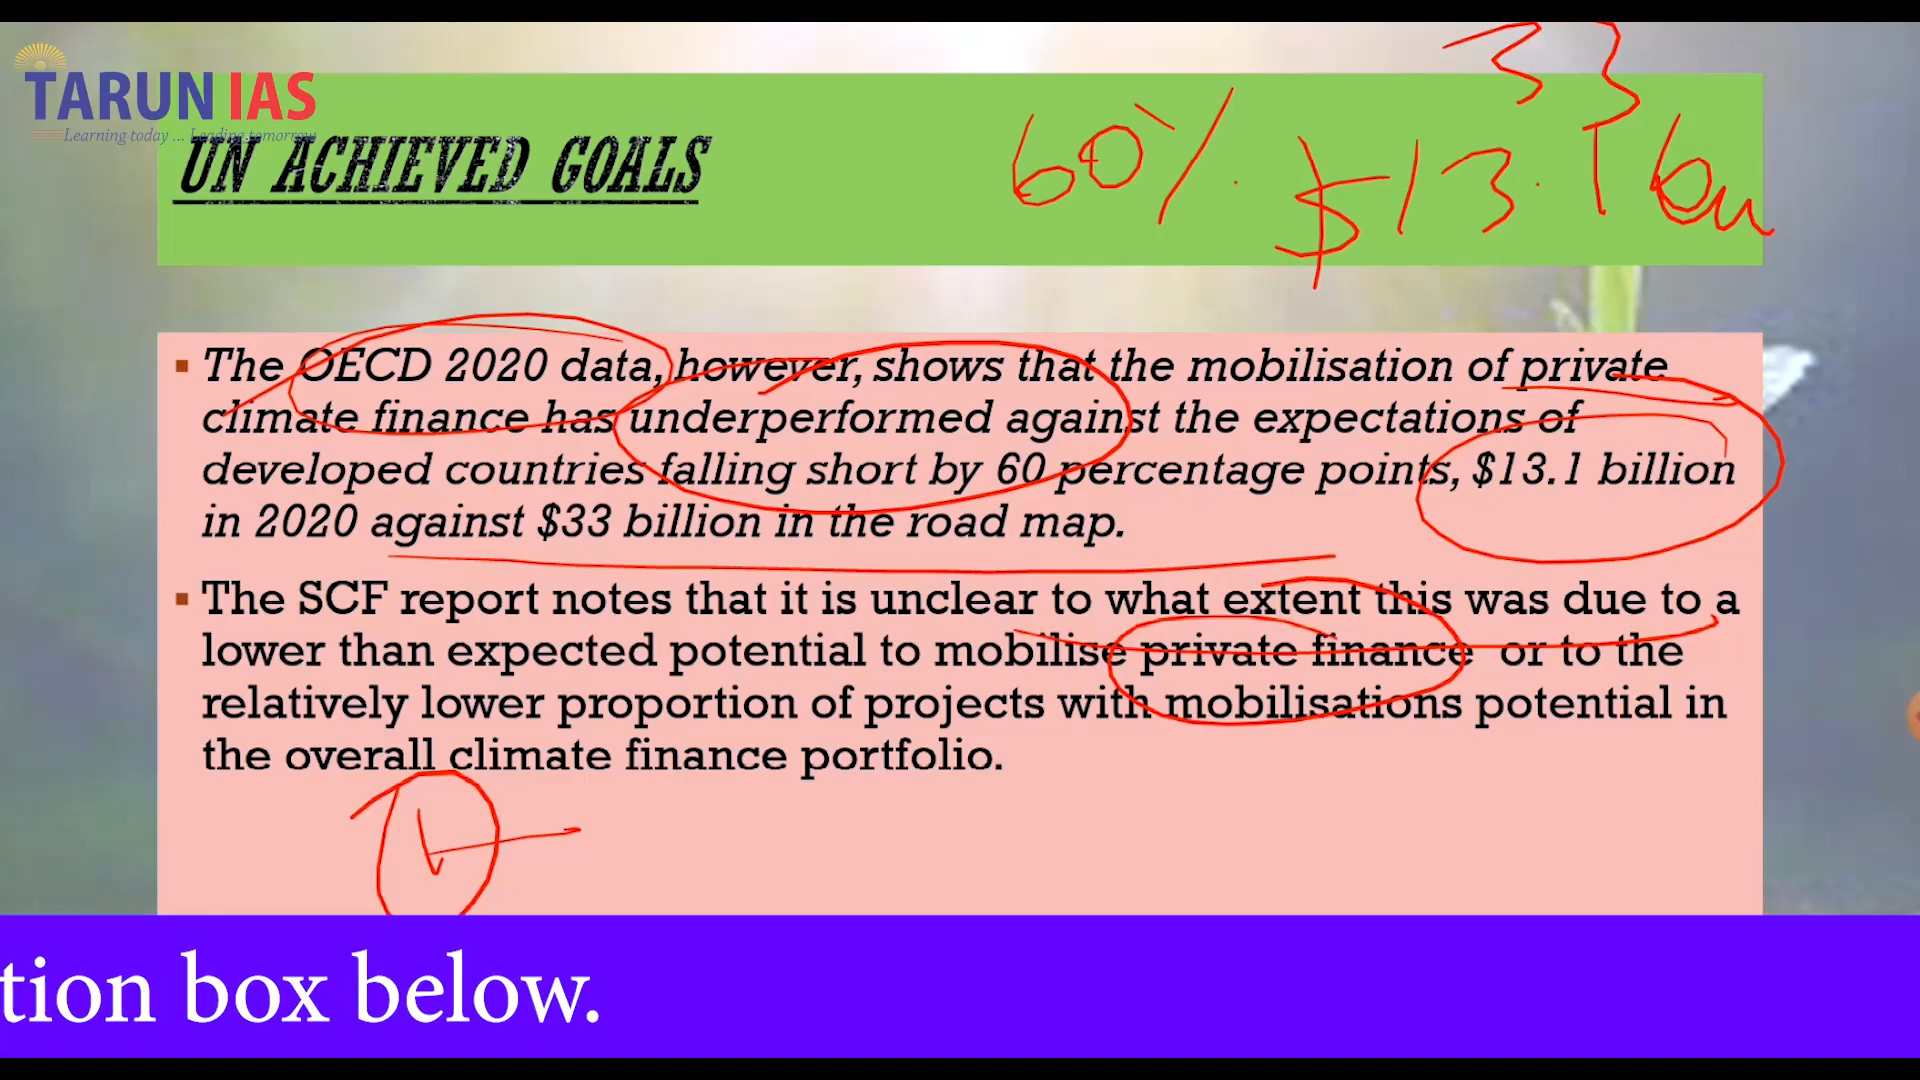 TARUN IAS
Learning today ... Leading tomorrow
33
60%. $13.1 bn
UN ACHIEVED GOALS
▪ The OECD 2020 data, however, shows that the mobilisation of private
climate finance has underperformed against the expectations of
developed countries falling short by 60 percentage points, $13.1 billion
in 2020 against $33 billion in the road map.
▪ The SCF report notes that it is unclear to what extent this was due to a
lower than expected potential to mobilise private finance or to the
relatively lower proportion of projects with mobilisations potential in
the overall climate finance portfolio.
tion box below.